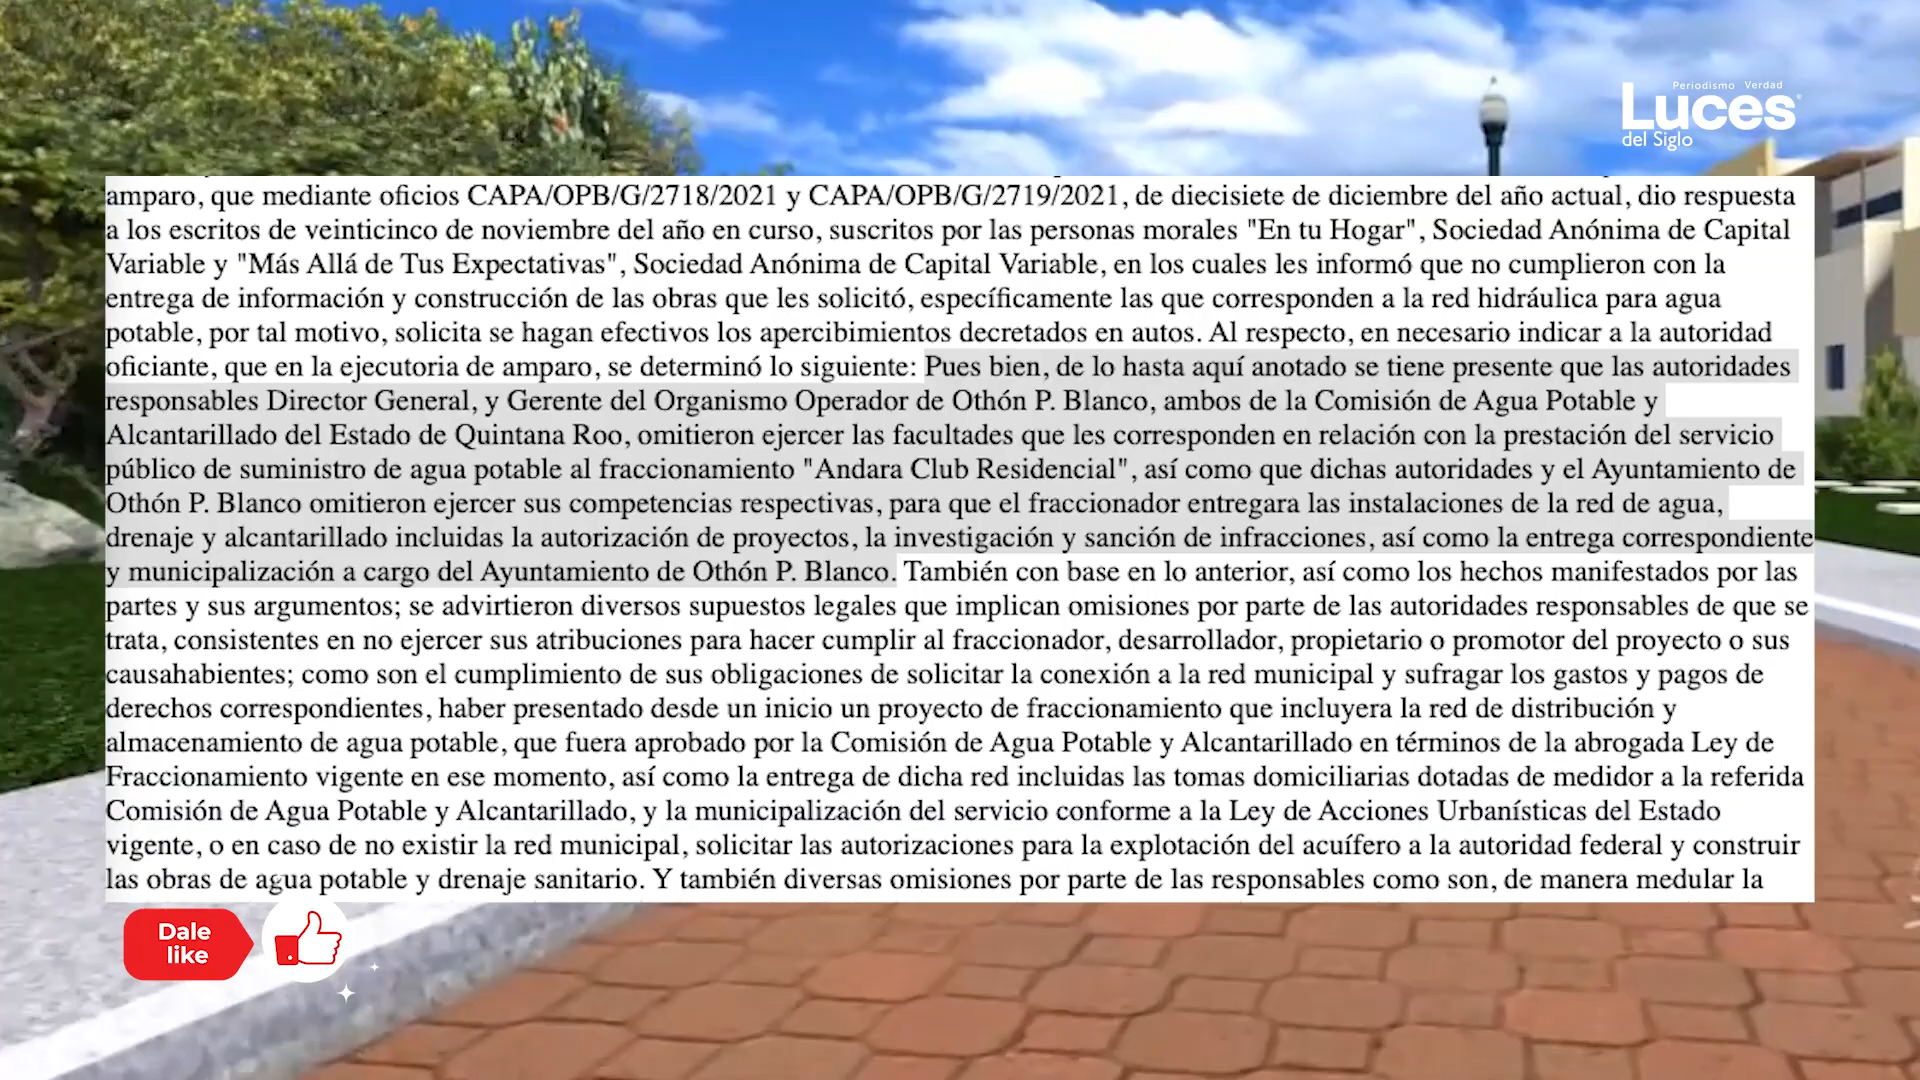 Periodismo Verdad
Luces
del Siglo
amparo, que mediante oficios CAPA/OPB/G/2718/2021 y CAPA/OPB/G/2719/2021, de diecisiete de diciembre del año actual, dio respuesta
a los escritos de veinticinco de noviembre del año en curso, suscritos por las personas morales "En tu Hogar", Sociedad Anónima de Capital
Variable y "Más Allá de Tus Expectativas", Sociedad Anónima de Capital Variable, en los cuales les informó que no cumplieron con la
entrega de información y construcción de las obras que les solicitó, específicamente las que corresponden a la red hidráulica para agua
potable, por tal motivo, solicita se hagan efectivos los apercibimientos decretados en autos. Al respecto, en necesario indicar a la autoridad
oficiante, que en la ejecutoria de amparo, se determinó lo siguiente: Pues bien, de lo hasta aquí anotado se tiene presente que las autoridades
responsables Director General, y Gerente del Organismo Operador de Othón P. Blanco, ambos de la Comisión de Agua Potable y
Alcantarillado del Estado de Quintana Roo, omitieron ejercer las facultades que les corresponden en relación con la prestación del servicio
público de suministro de agua potable al fraccionamiento "Andara Club Residencial", así como que dichas autoridades y el Ayuntamiento de
Othón P. Blanco omitieron ejercer sus competencias respectivas, para que el fraccionador entregara las instalaciones de la red de agua,
drenaje y alcantarillado incluidas la autorización de proyectos, la investigación y sanción de infracciones, así como la entrega correspondiente
y municipalización a cargo del Ayuntamiento de Othón P. Blanco. También con base en lo anterior, así como los hechos manifestados por las
partes y sus argumentos; se advirtieron diversos supuestos legales que implican omisiones por parte de las autoridades responsables de que se
trata, consistentes en no ejercer sus atribuciones para hacer cumplir al fraccionador, desarrollador, propietario o promotor del proyecto o sus
causahabientes; como son el cumplimiento de sus obligaciones de solicitar la conexión a la red municipal y sufragar los gastos y pagos de
derechos correspondientes, haber presentado desde un inicio un proyecto de fraccionamiento que incluyera la red de distribución y
almacenamiento de agua potable, que fuera aprobado por la Comisión de Agua Potable y Alcantarillado en términos de la abrogada Ley de
Fraccionamiento vigente en ese momento, así como la entrega de dicha red incluidas las tomas domiciliarias dotadas de medidor a la referida
Comisión de Agua Potable y Alcantarillado, y la municipalización del servicio conforme a la Ley de Acciones Urbanísticas del Estado
vigente, o en caso de no existir la red municipal, solicitar las autorizaciones para la explotación del acuífero a la autoridad federal y construir
las obras de agua potable y drenaje sanitario. Y también diversas omisiones por parte de las responsables como son, de manera medular la
Dale
like